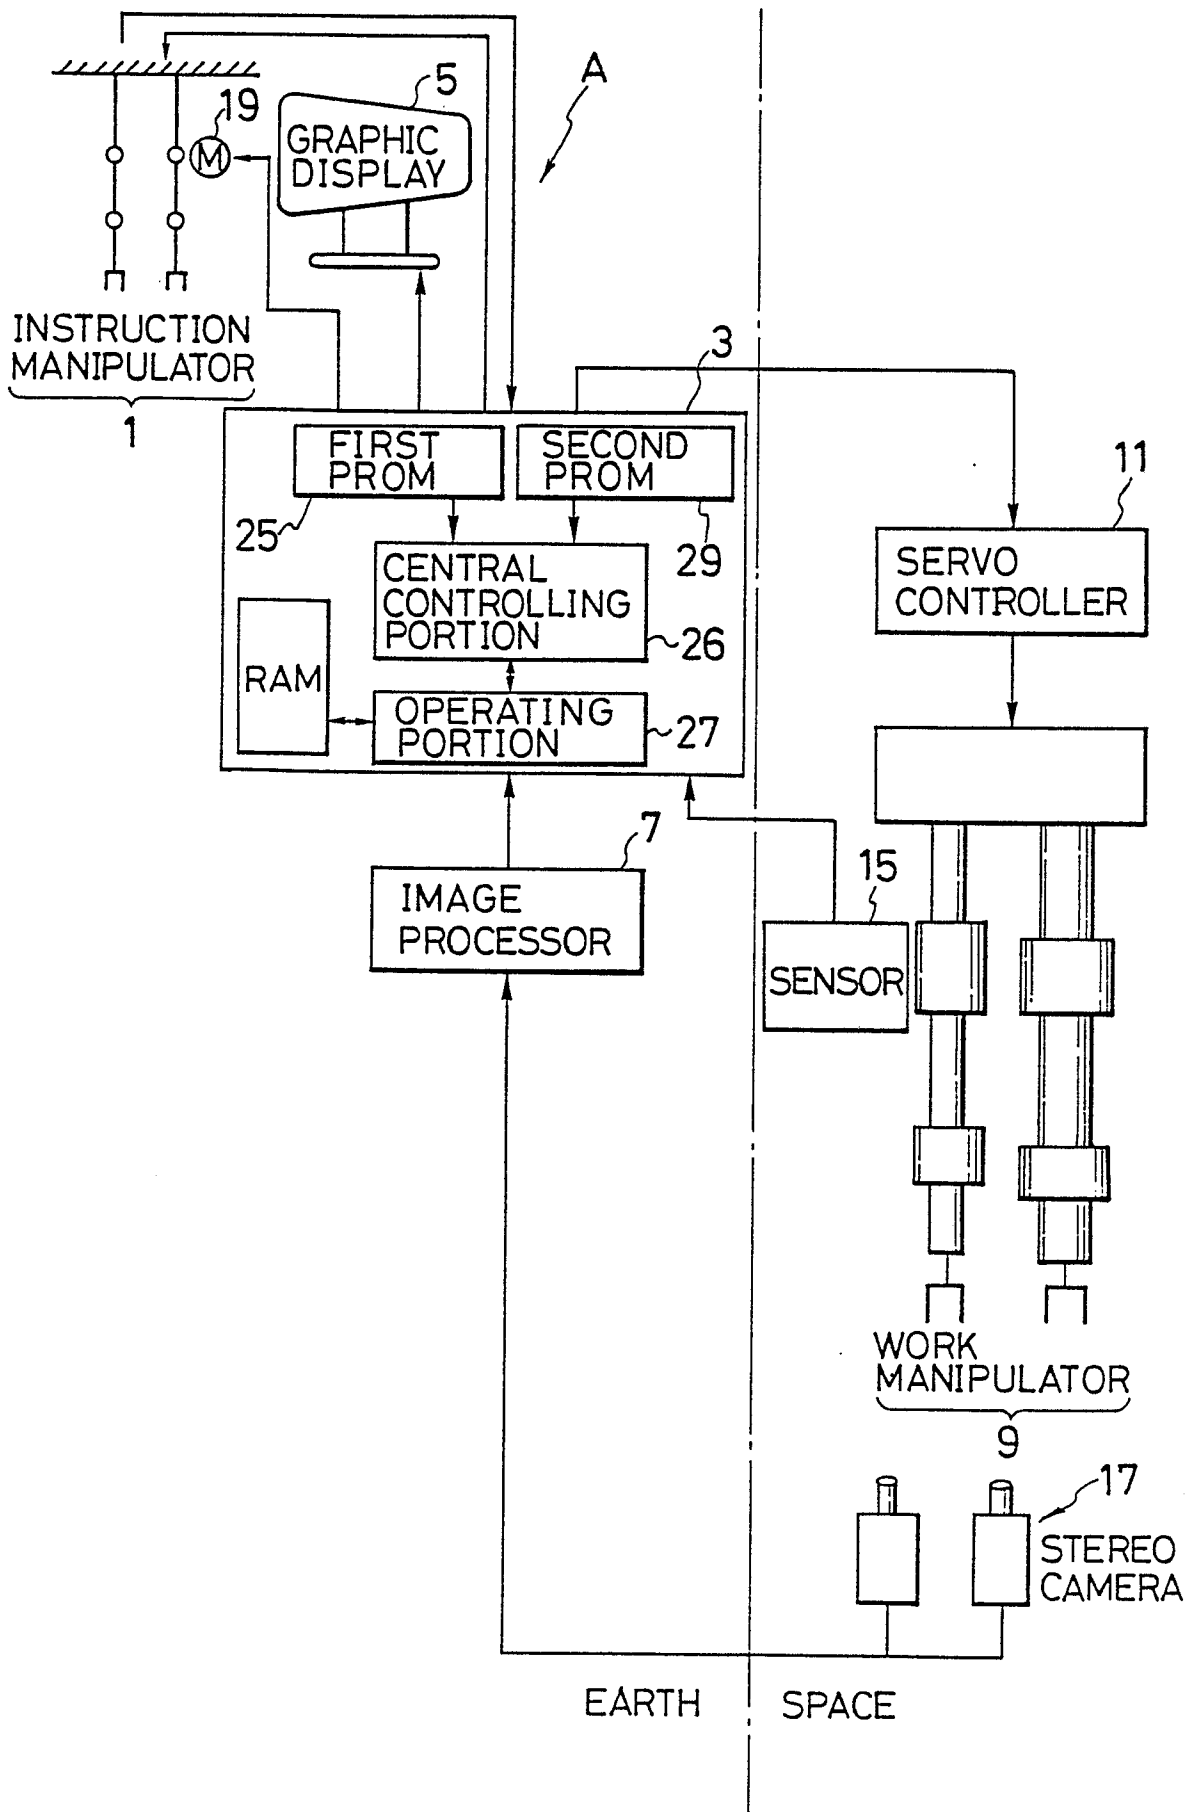 A
5
19
M
GRAPHIC
DISPLAY
INSTRUCTION
MANIPULATOR
1
3
FIRST
PROM
SECOND
PROM
25
29
11
SERVO
CONTROLLER
CENTRAL
CONTROLLING
PORTION
26
RAM
OPERATING
PORTION
27
7
IMAGE
PROCESSOR
15
SENSOR
WORK
MANIPULATOR
9
17
STEREO
CAMERA
EARTH
SPACE